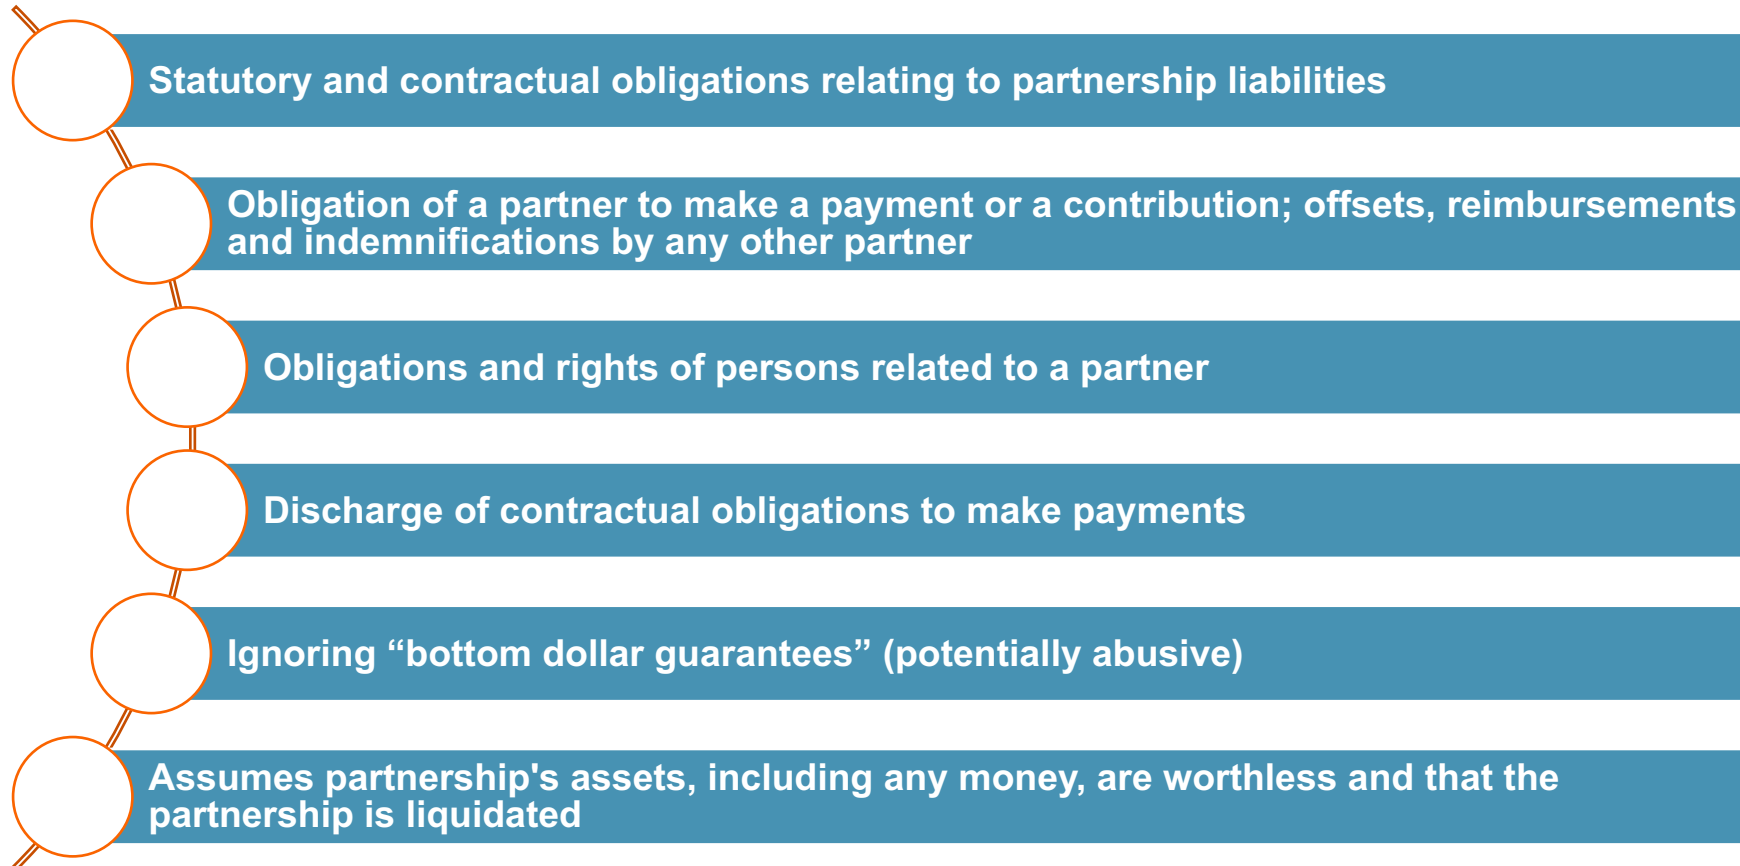 Statutory and contractual obligations relating to partnership liabilities
Obligation of a partner to make a payment or a contribution; offsets, reimbursements
and indemnifications by any other partner
Obligations and rights of persons related to a partner
Discharge of contractual obligations to make payments
Ignoring “bottom dollar guarantees” (potentially abusive)
Assumes partnership's assets, including any money, are worthless and that the
partnership is liquidated